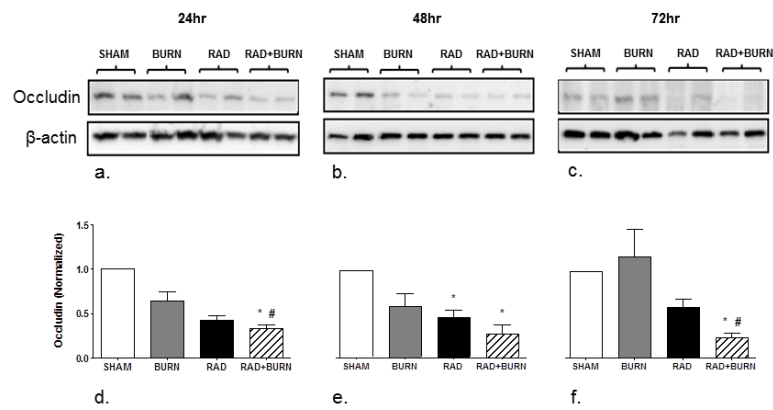 24hr 48hr 72hr
SHAM BURN RAD RAD+BURN SHAM BURN RAD RAD+BURN SHAM BURN RAD RAD+BURN
Occludin
β-actin
a. b. c.
Occludin (Normalized)
1.5
1.0
0.5
0.0
* # * * * #
SHAM BURN RAD RAD+BURN SHAM BURN RAD RAD+BURN SHAM BURN RAD RAD+BURN
d. e. f.